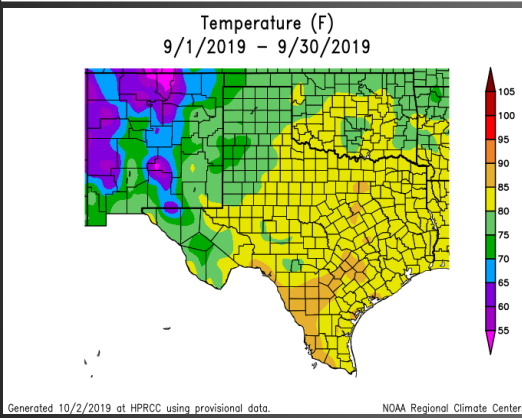 Temperature (F)
9/1/2019 – 9/30/2019
105
100
95
90
85
80
75
70
65
60
55
Generated 10/2/2019 at HPRCC using provisional data.
NOAA Regional Climate Center